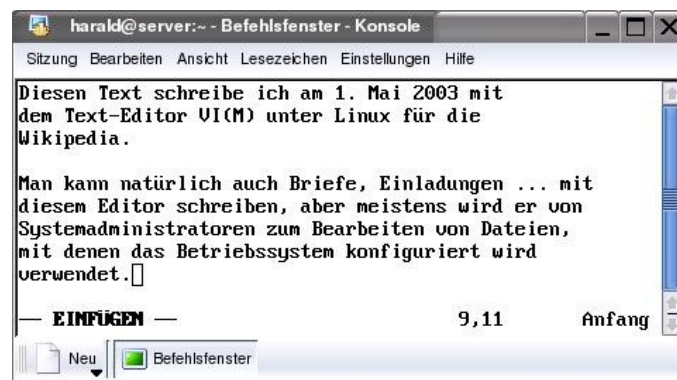 harald@server:~ - Befehlsfenster - Konsole
Sitzung Bearbeiten Ansicht Lesezeichen Einstellungen Hilfe
Diesen Text schreibe ich am 1. Mai 2003 mit
dem Text-Editor VI(M) unter Linux für die
Wikipedia.
Man kann natürlich auch Briefe, Einladungen ... mit
diesem Editor schreiben, aber meistens wird er von
Systemadministratoren zum Bearbeiten von Dateien,
mit denen das Betriebssystem konfiguriert wird
verwendet.
— EINFÜGEN — 9,11 Anfang
Neu Befehlsfenster